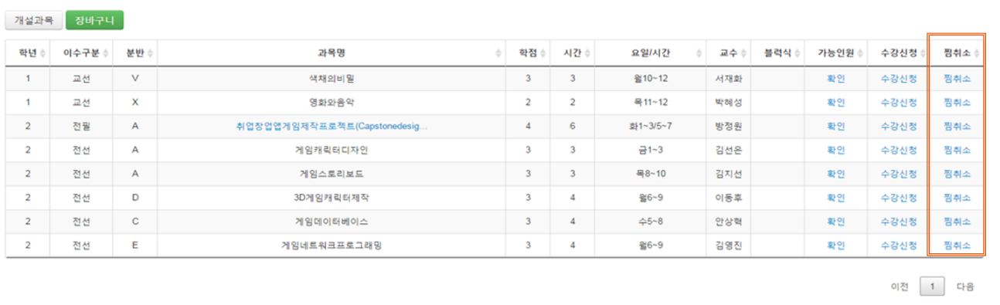 개설과목 장바구니
학년 이수구분 분반 과목명 학점 시간 요일/시간 교수 블럭식 가능인원 수강신청 찜취소
1 교선 V 색채의비밀 3 3 월10~12 서재화 확인 수강신청 찜취소
1 교선 X 영화와음악 2 2 목11~12 박혜성 확인 수강신청 찜취소
2 전필 A 취업창업앱게임제작프로젝트(Capstonedesig... 4 6 화1~3/5~7 방정원 확인 수강신청 찜취소
2 전선 A 게임캐릭터디자인 3 3 금1~3 김선은 확인 수강신청 찜취소
2 전선 A 게임스토리보드 3 3 목8~10 김지선 확인 수강신청 찜취소
2 전선 D 3D게임캐릭터제작 3 4 월6~9 이동후 확인 수강신청 찜취소
2 전선 C 게임데이터베이스 3 4 수5~8 안상혁 확인 수강신청 찜취소
2 전선 E 게임네트워크프로그래밍 3 4 월6~9 김영진 확인 수강신청 찜취소
이전 1 다음